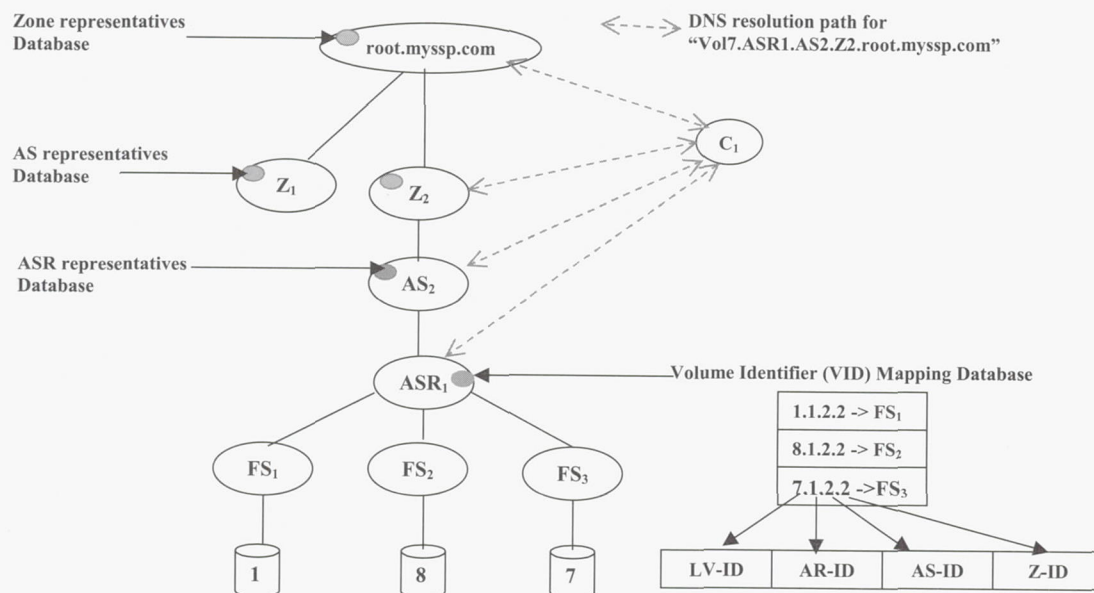 Zone representatives
Database
root.myssp.com
DNS resolution path for
“Vol7.ASR1.AS2.Z2.root.myssp.com”
C1
AS representatives
Database
Z1
Z2
ASR representatives
Database
AS2
ASR1
Volume Identifier (VID) Mapping Database
1.1.2.2 -> FS1
8.1.2.2 -> FS2
7.1.2.2 ->FS3
FS1
FS2
FS3
1
8
7
LV-ID
AR-ID
AS-ID
Z-ID